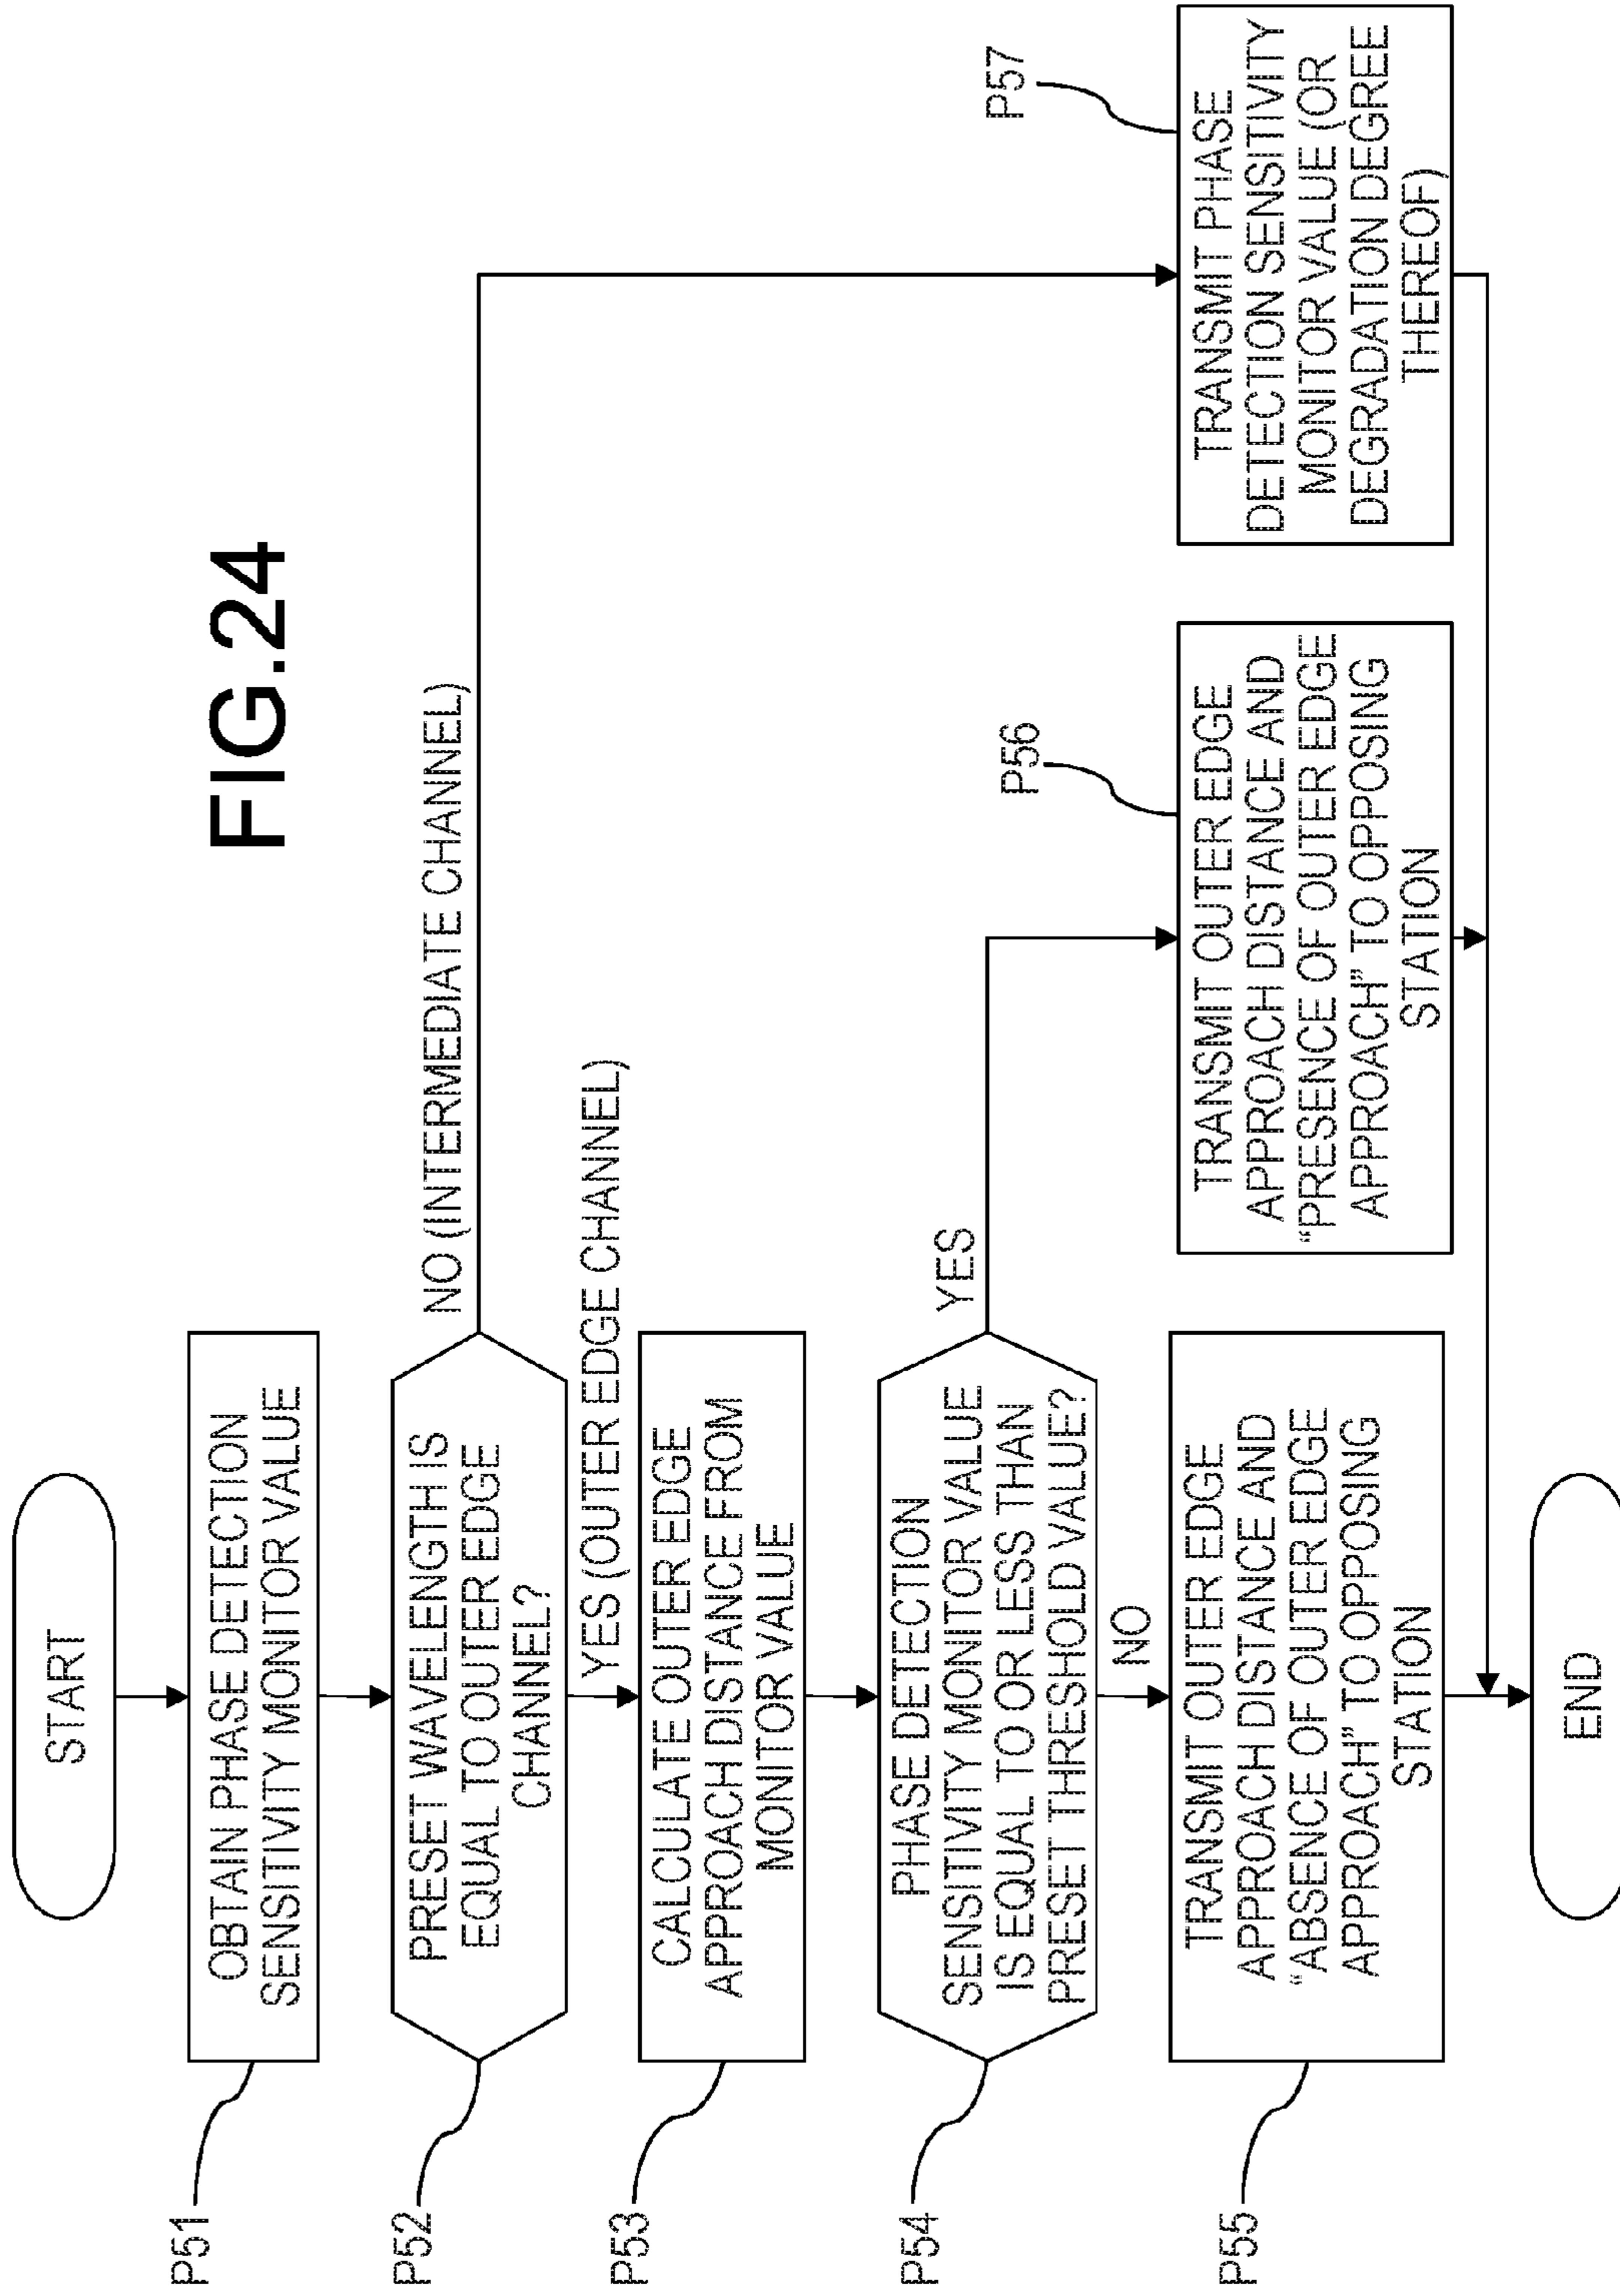 FIG.24
START
P51
OBTAIN PHASE DETECTION
SENSITIVITY MONITOR VALUE
P52
PRESET WAVELENGTH IS
EQUAL TO OUTER EDGE
CHANNEL?
NO (INTERMEDIATE CHANNEL)
YES (OUTER EDGE CHANNEL)
P53
CALCULATE OUTER EDGE
APPROACH DISTANCE FROM
MONITOR VALUE
P54
PHASE DETECTION
SENSITIVITY MONITOR VALUE
IS EQUAL TO OR LESS THAN
PRESET THRESHOLD VALUE?
YES
NO
P55
TRANSMIT OUTER EDGE
APPROACH DISTANCE AND
“ABSENCE OF OUTER EDGE
APPROACH” TO OPPOSING
STATION
P56
TRANSMIT OUTER EDGE
APPROACH DISTANCE AND
“PRESENCE OF OUTER EDGE
APPROACH” TO OPPOSING
STATION
P57
TRANSMIT PHASE
DETECTION SENSITIVITY
MONITOR VALUE (OR
DEGRADATION DEGREE
THEREOF)
END